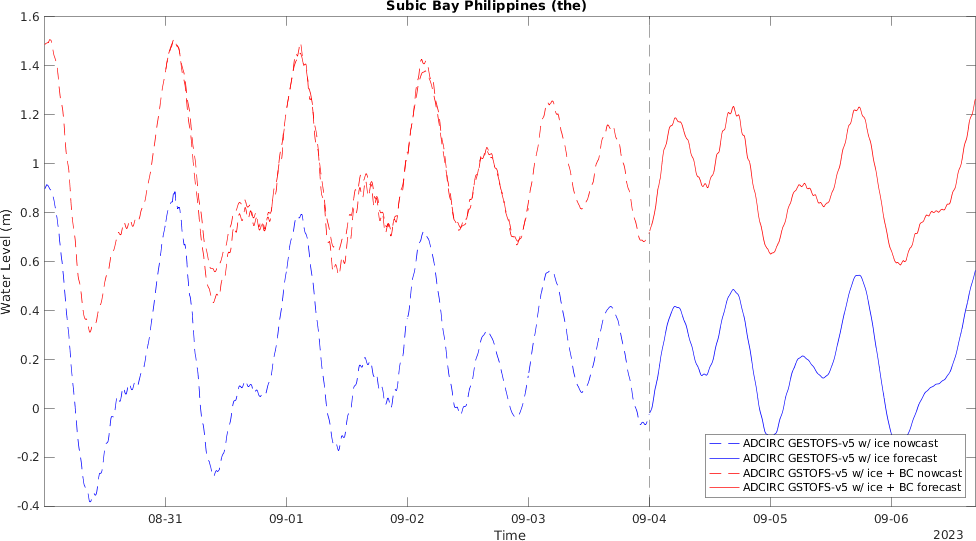 Subic Bay Philippines (the)
1.6
1.4
1.2
1
0.8
0.6
0.4
0.2
0
-0.2
-0.4
Water Level (m)
ADCIRC GESTOFS-v5 w/ ice nowcast
ADCIRC GESTOFS-v5 w/ ice forecast
ADCIRC GSTOFS-v5 w/ ice + BC nowcast
ADCIRC GSTOFS-v5 w/ ice + BC forecast
08-31 09-01 09-02 09-03 09-04 09-05 09-06
Time
2023